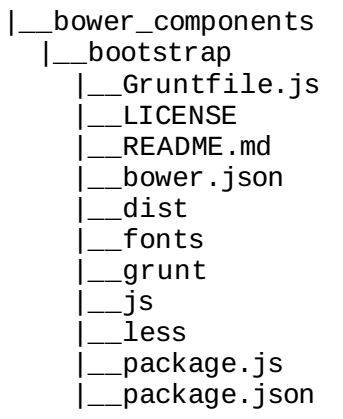 |__bower_components
  |__bootstrap
    |__Gruntfile.js
    |__LICENSE
    |__README.md
    |__bower.json
    |__dist
    |__fonts
    |__grunt
    |__js
    |__less
    |__package.js
    |__package.json